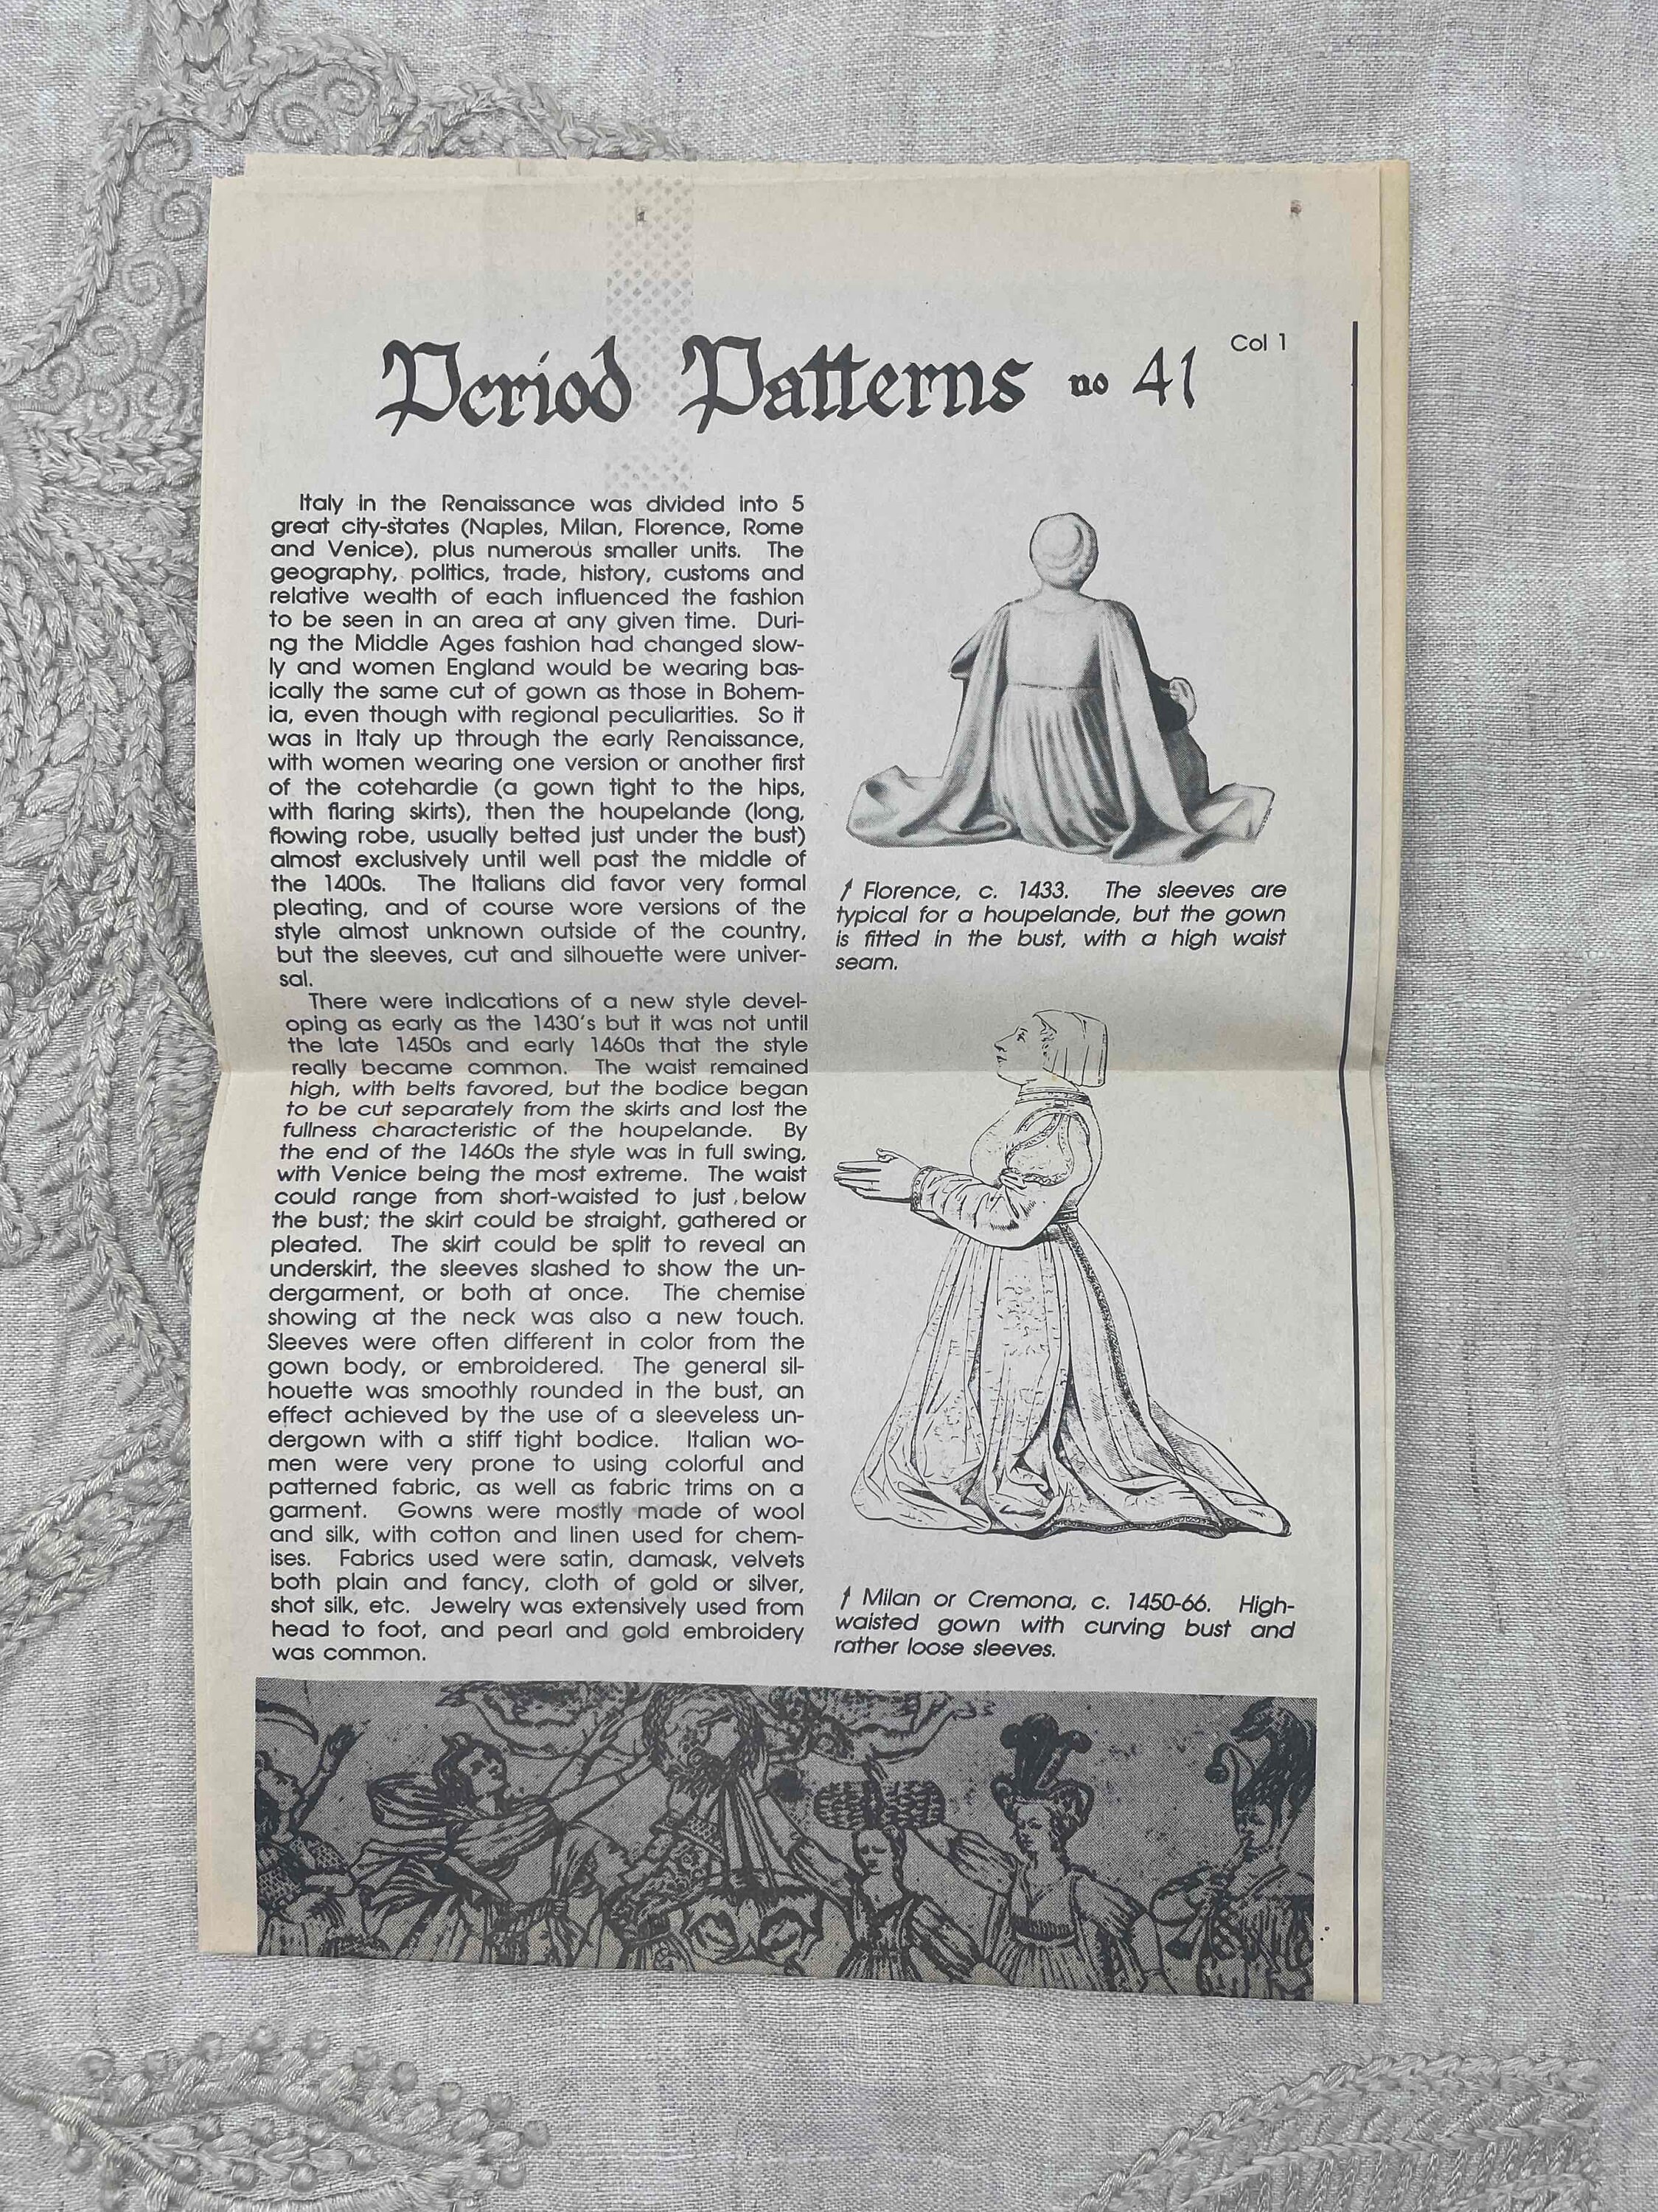 Period Patterns no 41
Col 1
Italy in the Renaissance was divided into 5
great city-states (Naples, Milan, Florence, Rome
and Venice), plus numerous smaller units. The
geography, politics, trade, history, customs and
relative wealth of each influenced the fashion
to be seen in an area at any given time. Duri-
ng the Middle Ages fashion had changed slow-
ly and women England would be wearing bas-
ically the same cut of gown as those in Bohem-
ia, even though with regional peculiarities. So it
was in Italy up through the early Renaissance,
with women wearing one version or another first
of the cotehardie (a gown tight to the hips,
with flaring skirts), then the houpelande (long,
flowing robe, usually belted just under the bust)
almost exclusively until well past the middle of
the 1400s. The Italians did favor very formal
pleating, and of course wore versions of the
style almost unknown outside of the country,
but the sleeves, cut and silhouette were univer-
sal.
There were indications of a new style devel-
oping as early as the 1430's but it was not until
the late 1450s and early 1460s that the style
really became common. The waist remained
high, with belts favored, but the bodice began
to be cut separately from the skirts and lost the
fullness characteristic of the houpelande. By
the end of the 1460s the style was in full swing,
with Venice being the most extreme. The waist
could range from short-waisted to just below
the bust; the skirt could be straight, gathered or
pleated. The skirt could be split to reveal an
underskirt, the sleeves slashed to show the un-
dergarment, or both at once. The chemise
showing at the neck was also a new touch.
Sleeves were often different in color from the
gown body, or embroidered. The general sil-
houette was smoothly rounded in the bust, an
effect achieved by the use of a sleeveless un-
dergown with a stiff tight bodice. Italian wo-
men were very prone to using colorful and
patterned fabric, as well as fabric trims on a
garment. Gowns were mostly made of wool
and silk, with cotton and linen used for chem-
ises. Fabrics used were satin, damask, velvets
both plain and fancy, cloth of gold or silver,
shot silk, etc. Jewelry was extensively used from
head to foot, and pearl and gold embroidery
was common.
Florence, c. 1433. The sleeves are
typical for a houpelande, but the gown
is fitted in the bust, with a high waist
seam.
Milan or Cremona, c. 1450-66. High-
waisted gown with curving bust and
rather loose sleeves.